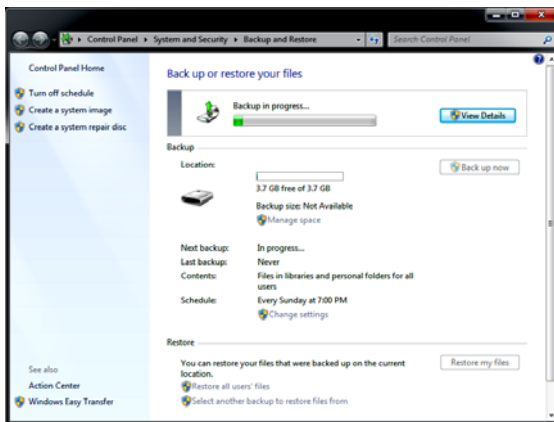 Control Panel ▸ System and Security ▸ Backup and Restore
Search Control Panel
Control Panel Home
Turn off schedule
Create a system image
Create a system repair disc
Back up or restore your files
Backup in progress...
View Details
Backup
Location:
Back up now
3.7 GB free of 3.7 GB
Backup size: Not Available
Manage space
Next backup: In progress...
Last backup: Never
Contents: Files in libraries and personal folders for all
users
Schedule: Every Sunday at 7:00 PM
Change settings
Restore
You can restore your files that were backed up on the current
location.
Restore my files
Restore all users' files
Select another backup to restore files from
See also
Action Center
Windows Easy Transfer